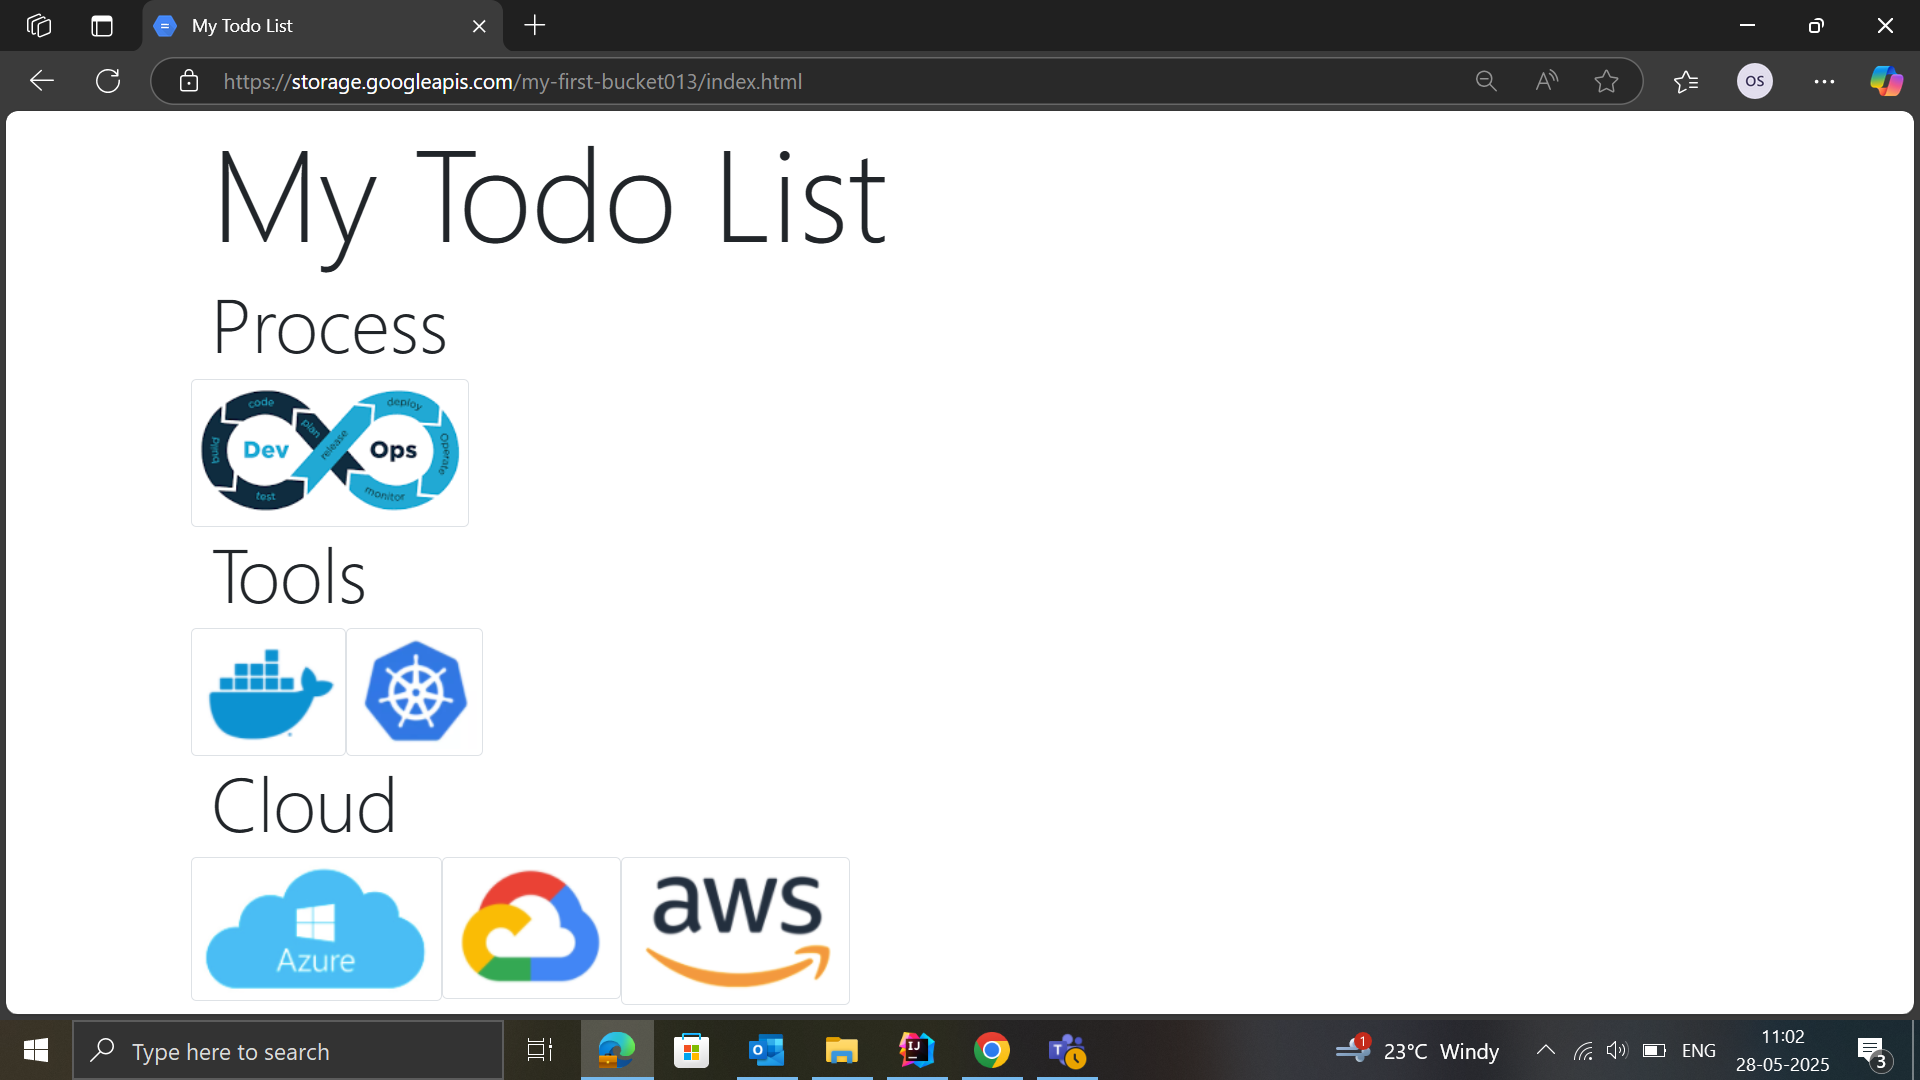 My Todo List
https://storage.googleapis.com/my-first-bucket013/index.html
OS
My Todo List
Process
code
deploy
build
plan
release
Dev
Ops
Operate
test
monitor
Tools
Cloud
Azure
aws
Type here to search
O
IJ
T
1
23°C Windy
ENG
11:02
28-05-2025
3